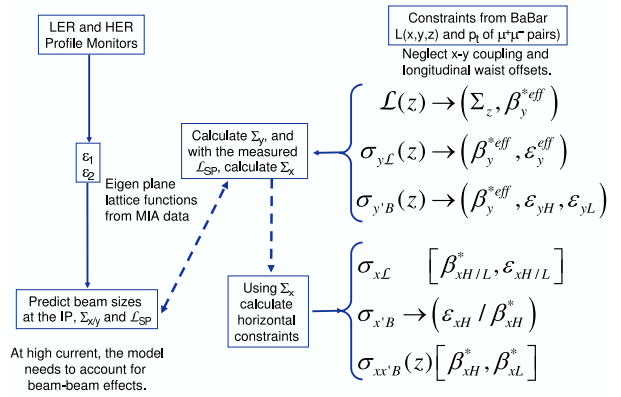 LER and HER
Profile Monitors
ε1
ε2
Eigen plane
lattice functions
from MIA data
Predict beam sizes
at the IP, Σx/y and ℒSP
At high current, the model
needs to account for
beam-beam effects.
Calculate Σy, and
with the measured
ℒSP, calculate Σx
Using Σx
calculate
horizontal
constraints
Constraints from BaBar
L(x,y,z) and pt of μ+μ- pairs)
Neglect x-y coupling and
longitudinal waist offsets.
ℒ(z) → (Σz, βy*eff)
σyℒ(z) → (βy*eff, εyeff)
σy'B(z) → (βy*eff, εyH, εyL)
σxℒ [β*xH/L, εxH/L]
σx'B → (εxH / β*xH)
σxx'B(z)[β*xH, β*xL]